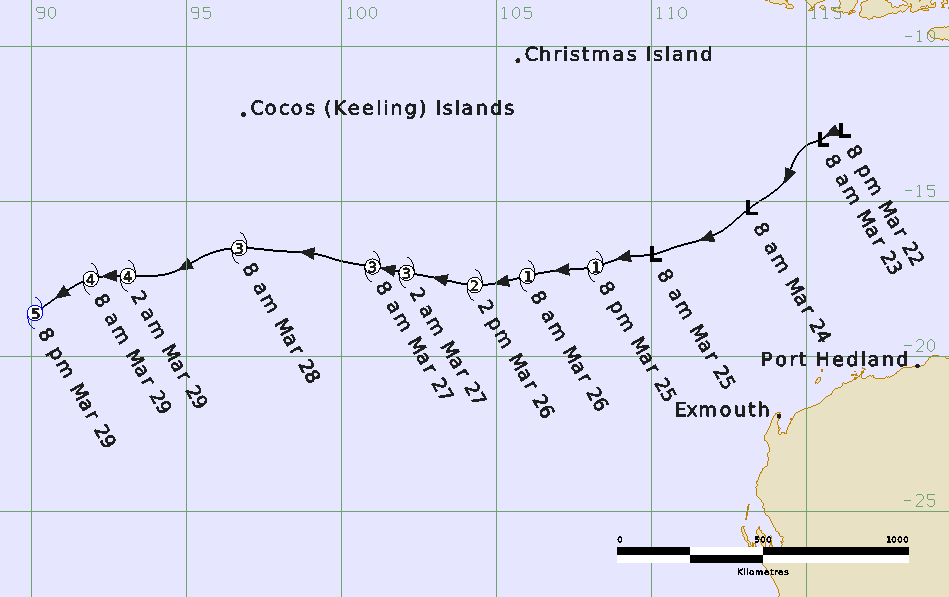 90 95 100 105 110 115
-10
Christmas Island
Cocos (Keeling) Islands
L L
8 pm Mar 22
8 am Mar 23
-15
L
8 am Mar 24
L
8 am Mar 25
1
8 pm Mar 25
1
8 am Mar 26
2
2 pm Mar 26
3
2 am Mar 27
3
8 am Mar 27
3
8 am Mar 28
4
2 am Mar 29
4
8 am Mar 29
5
8 pm Mar 29
-20
Port Hedland
Exmouth
-25
0 500 1000
Kilometres